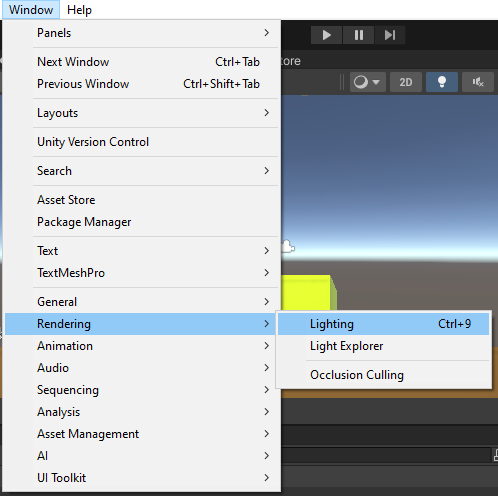 Window Help
Panels
Next Window Ctrl+Tab
Previous Window Ctrl+Shift+Tab
Layouts
Unity Version Control
Search
Asset Store
Package Manager
Text
TextMeshPro
General
Rendering
Animation
Audio
Sequencing
Analysis
Asset Management
AI
UI Toolkit
Lighting Ctrl+9
Light Explorer
Occlusion Culling
ore
2D